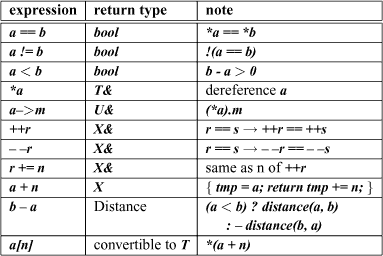 expression return type note
a == b bool *a == *b
a != b bool !(a == b)
a < b bool b - a > 0
*a T& dereference a
a–>m U& (*a).m
++r X& r == s → ++r == ++s
– –r X& r == s → – –r == – –s
r += n X& same as n of ++r
a + n X { tmp = a; return tmp += n; }
b – a Distance (a < b) ? distance(a, b)
: – distance(b, a)
a[n] convertible to T *(a + n)